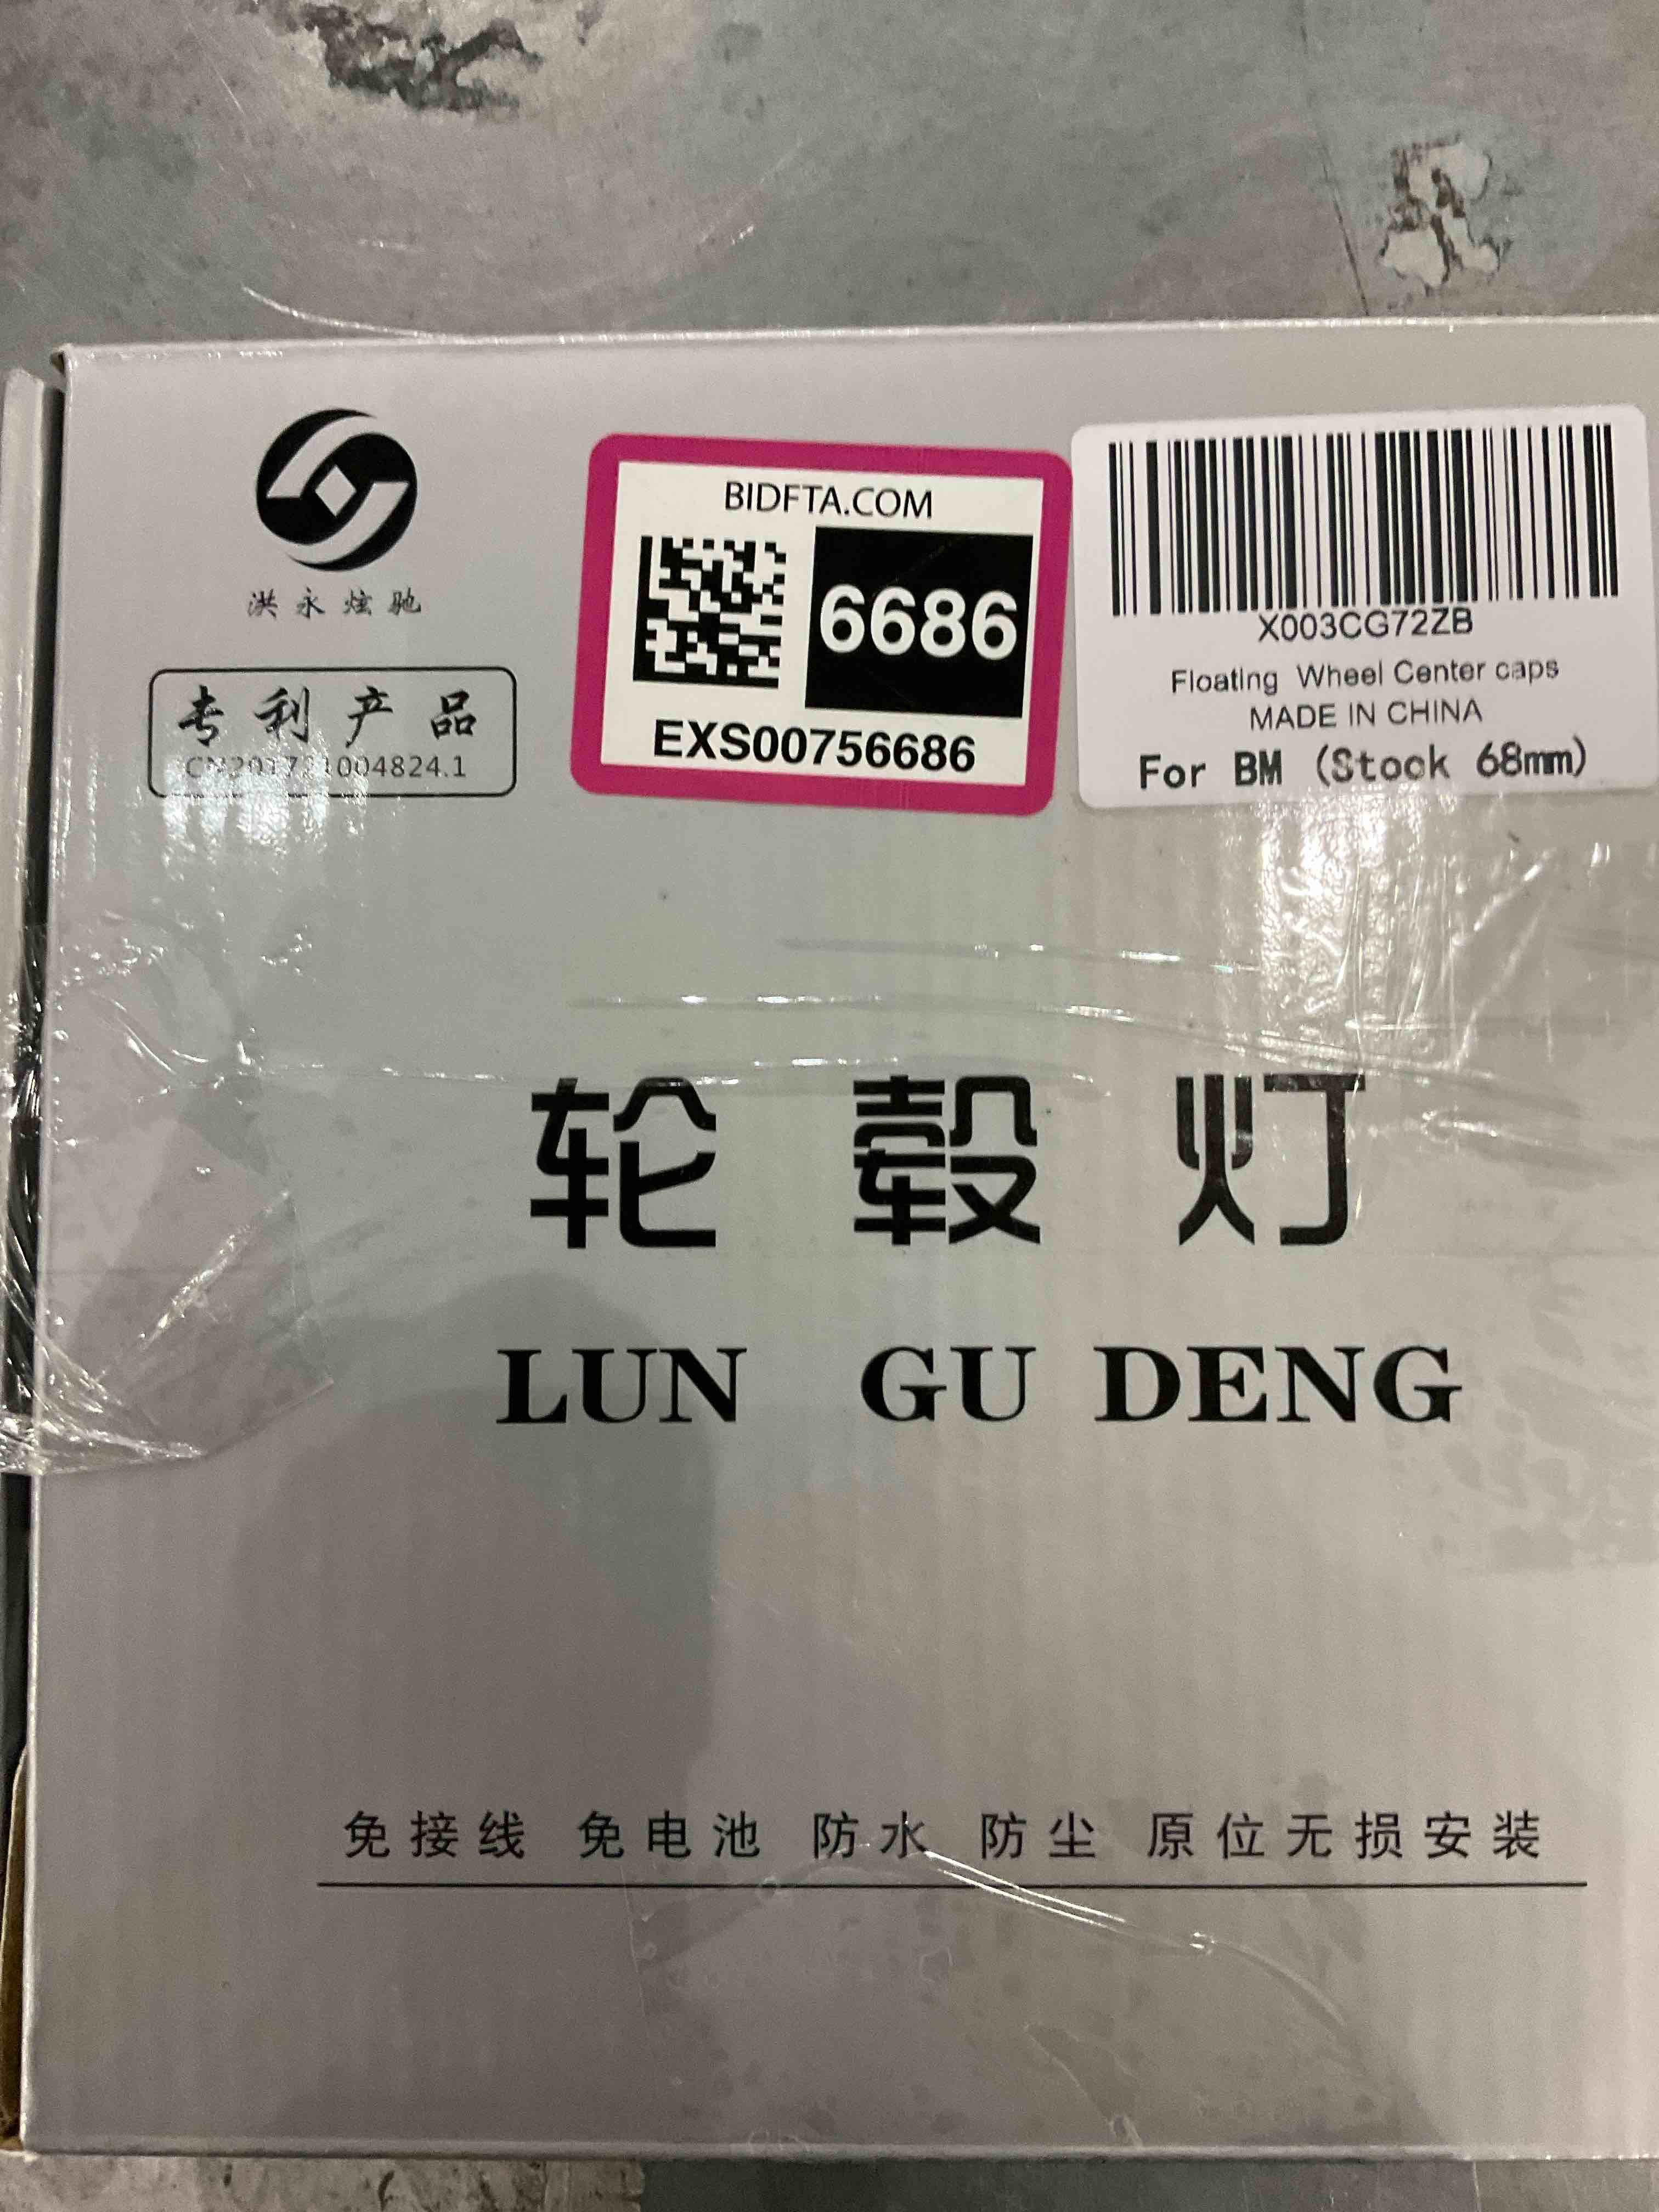 洪永炫驰
专利产品
BIDFTA.COM
6686
EXS00756686
X003CG72ZB
Floating Wheel Center caps
MADE IN CHINA
For BM (Stock 68mm)
轮毂灯
LUN GU DENG
免接线 免电池 防水 防尘 原位无损安装